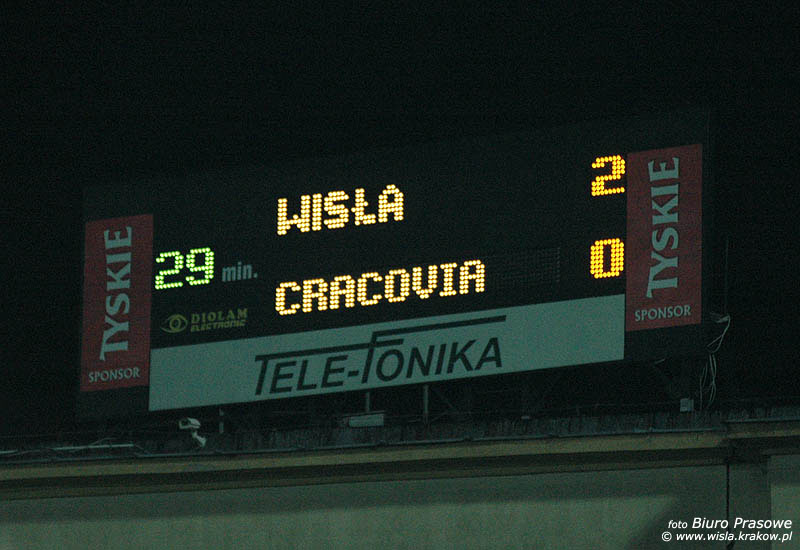 WISŁA 2
29 min.
CRACOVIA 0
TYSKIE
SPONSOR
DIOLAM
ELECTRONIC
TELE-FONIKA
TYSKIE
SPONSOR
foto Biuro Prasowe
© www.wisla.krakow.pl